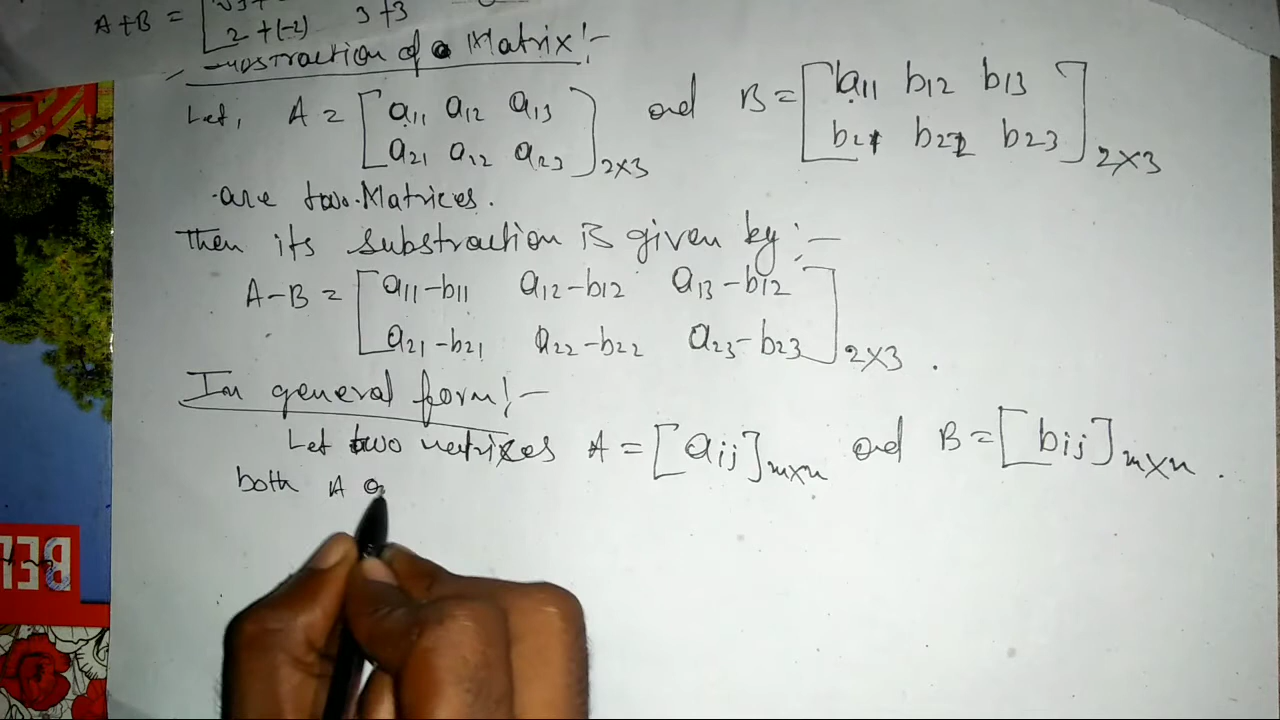 A+B =
2 +(-2) 3+3
of a Matrix:-
Let, A = [a11 a12 a13 and B = [b11 b12 b13
a21 a12 a23]2×3 b21 b22 b23]2×3
are two Matrices.
Then its substraction is given by:-
A-B = [a11-b11 a12-b12 a13-b12
a21-b21 a22-b22 a23-b23]2×3 .
In general form:-
Let two matrixes A = [aij]m×n and B = [bij]m×n .
both A a